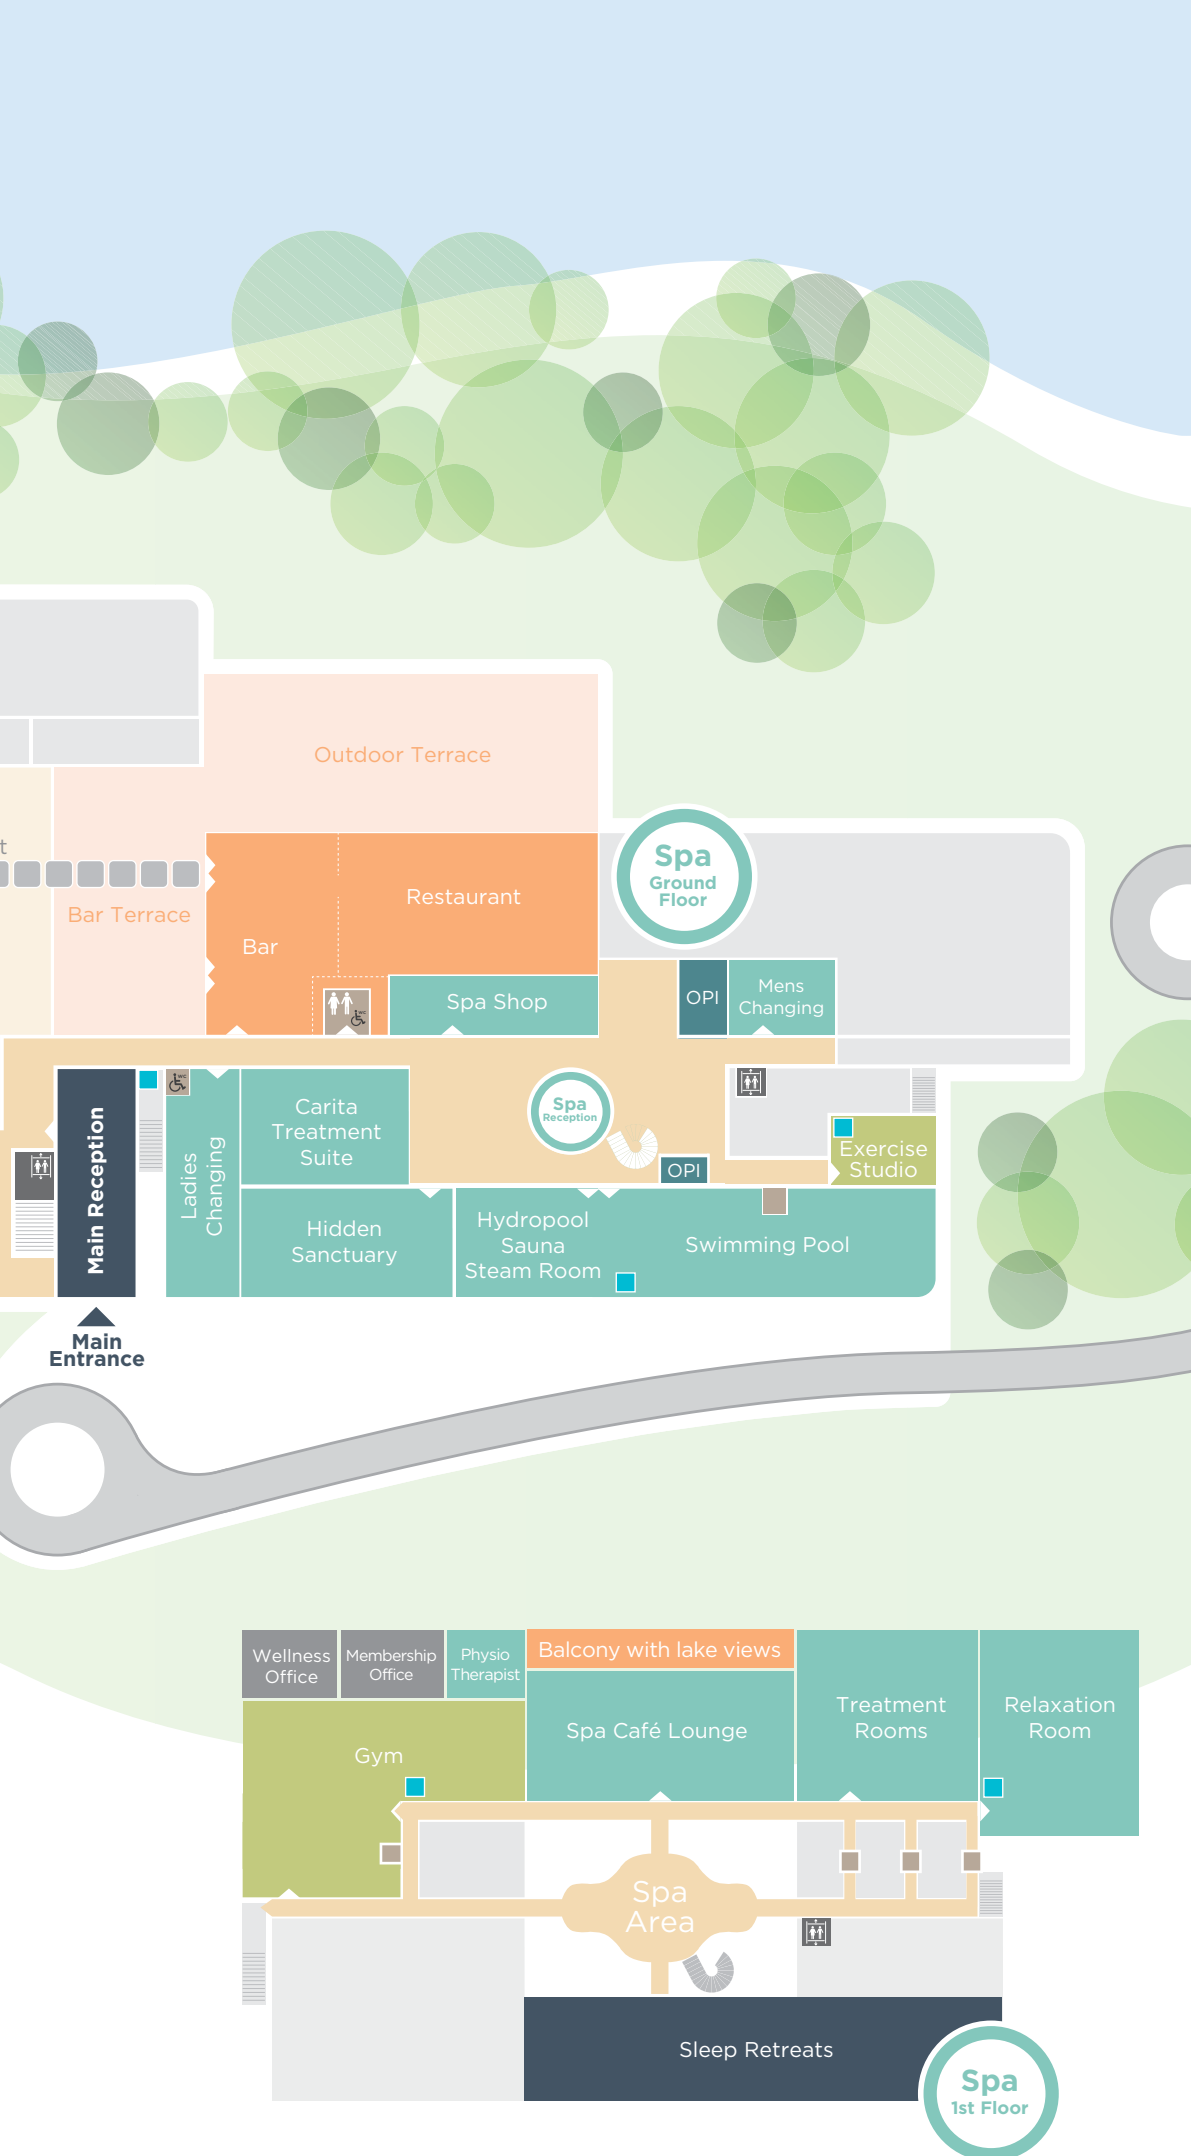 Outdoor Terrace
t
Bar Terrace
Bar
Restaurant
Spa
Ground
Floor
Spa Shop
WC
OPI
Mens
Changing
Main Reception
WC
Ladies
Changing
Carita
Treatment
Suite
Spa
Reception
OPI
Exercise
Studio
Hidden
Sanctuary
Hydropool
Sauna
Steam Room
Swimming Pool
Main
Entrance
Wellness
Office
Membership
Office
Physio
Therapist
Balcony with lake views
Spa Café Lounge
Treatment
Rooms
Relaxation
Room
Gym
Spa
Area
Sleep Retreats
Spa
1st Floor